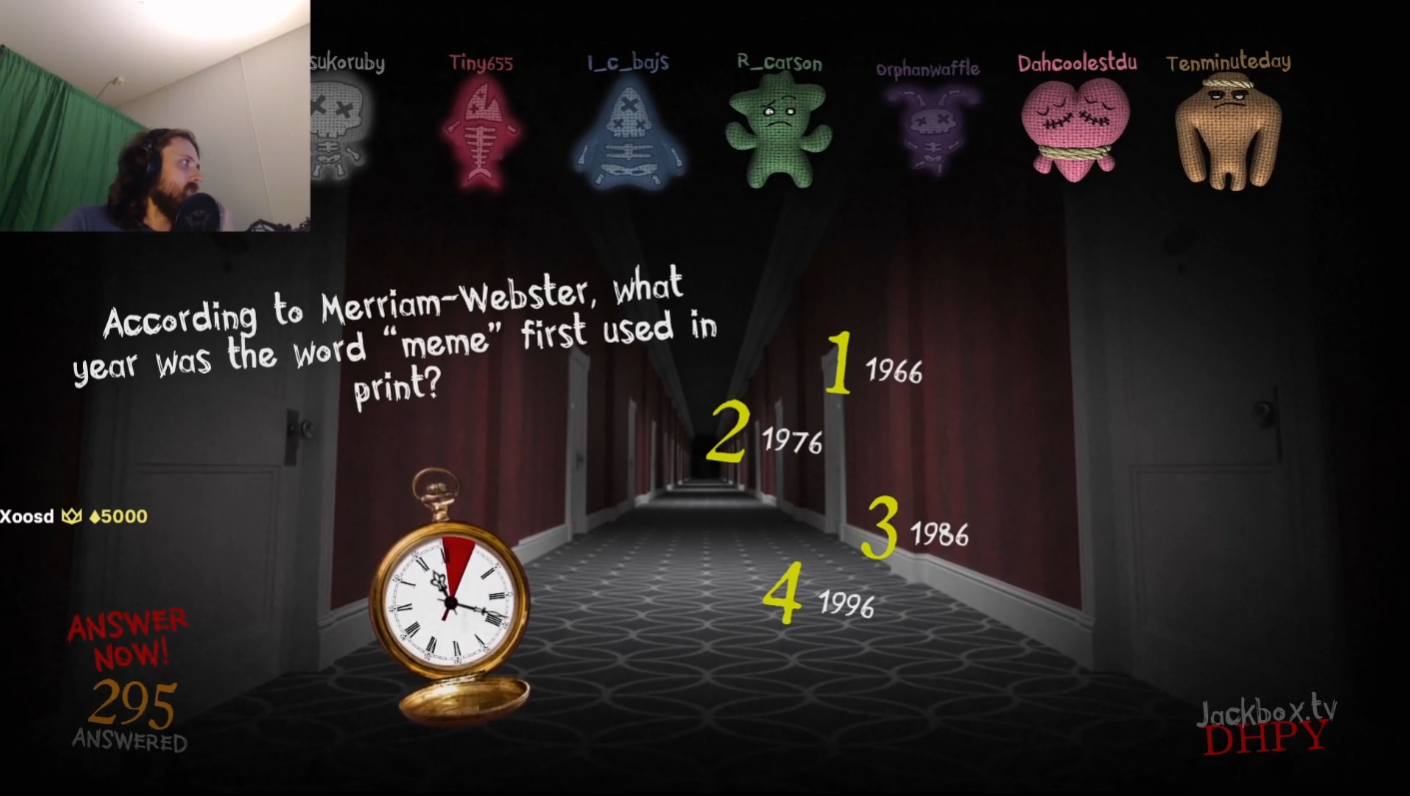 sukoruby
Tiny655
I_c_bajs
R_carson
Orphanwaffle
Dahcoolestdu
Tenminuteday
According to Merriam-Webster, what
year was the word "meme" first used in
print?
1 1966
2 1976
3 1986
4 1996
Xoosd 5000
ANSWER
NOW!
295
ANSWERED
Jackbox.tv
DHPY